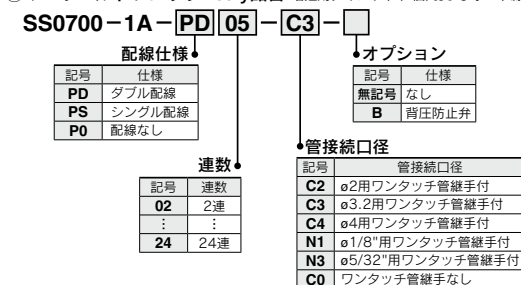 SS0700-1A-PD 05-C3-
配線仕様
記号 仕様
PD ダブル配線
PS シングル配線
P0 配線なし
連数
記号 連数
02 2連
⋮ ⋮
24 24連
オプション
記号 仕様
無記号 なし
B 背圧防止弁
管接続口径
記号 管接続口径
C2 ø2用ワンタッチ管継手付
C3 ø3.2用ワンタッチ管継手付
C4 ø4用ワンタッチ管継手付
N1 ø1/8"用ワンタッチ管継手付
N3 ø5/32"用ワンタッチ管継手付
C0 ワンタッチ管継手なし